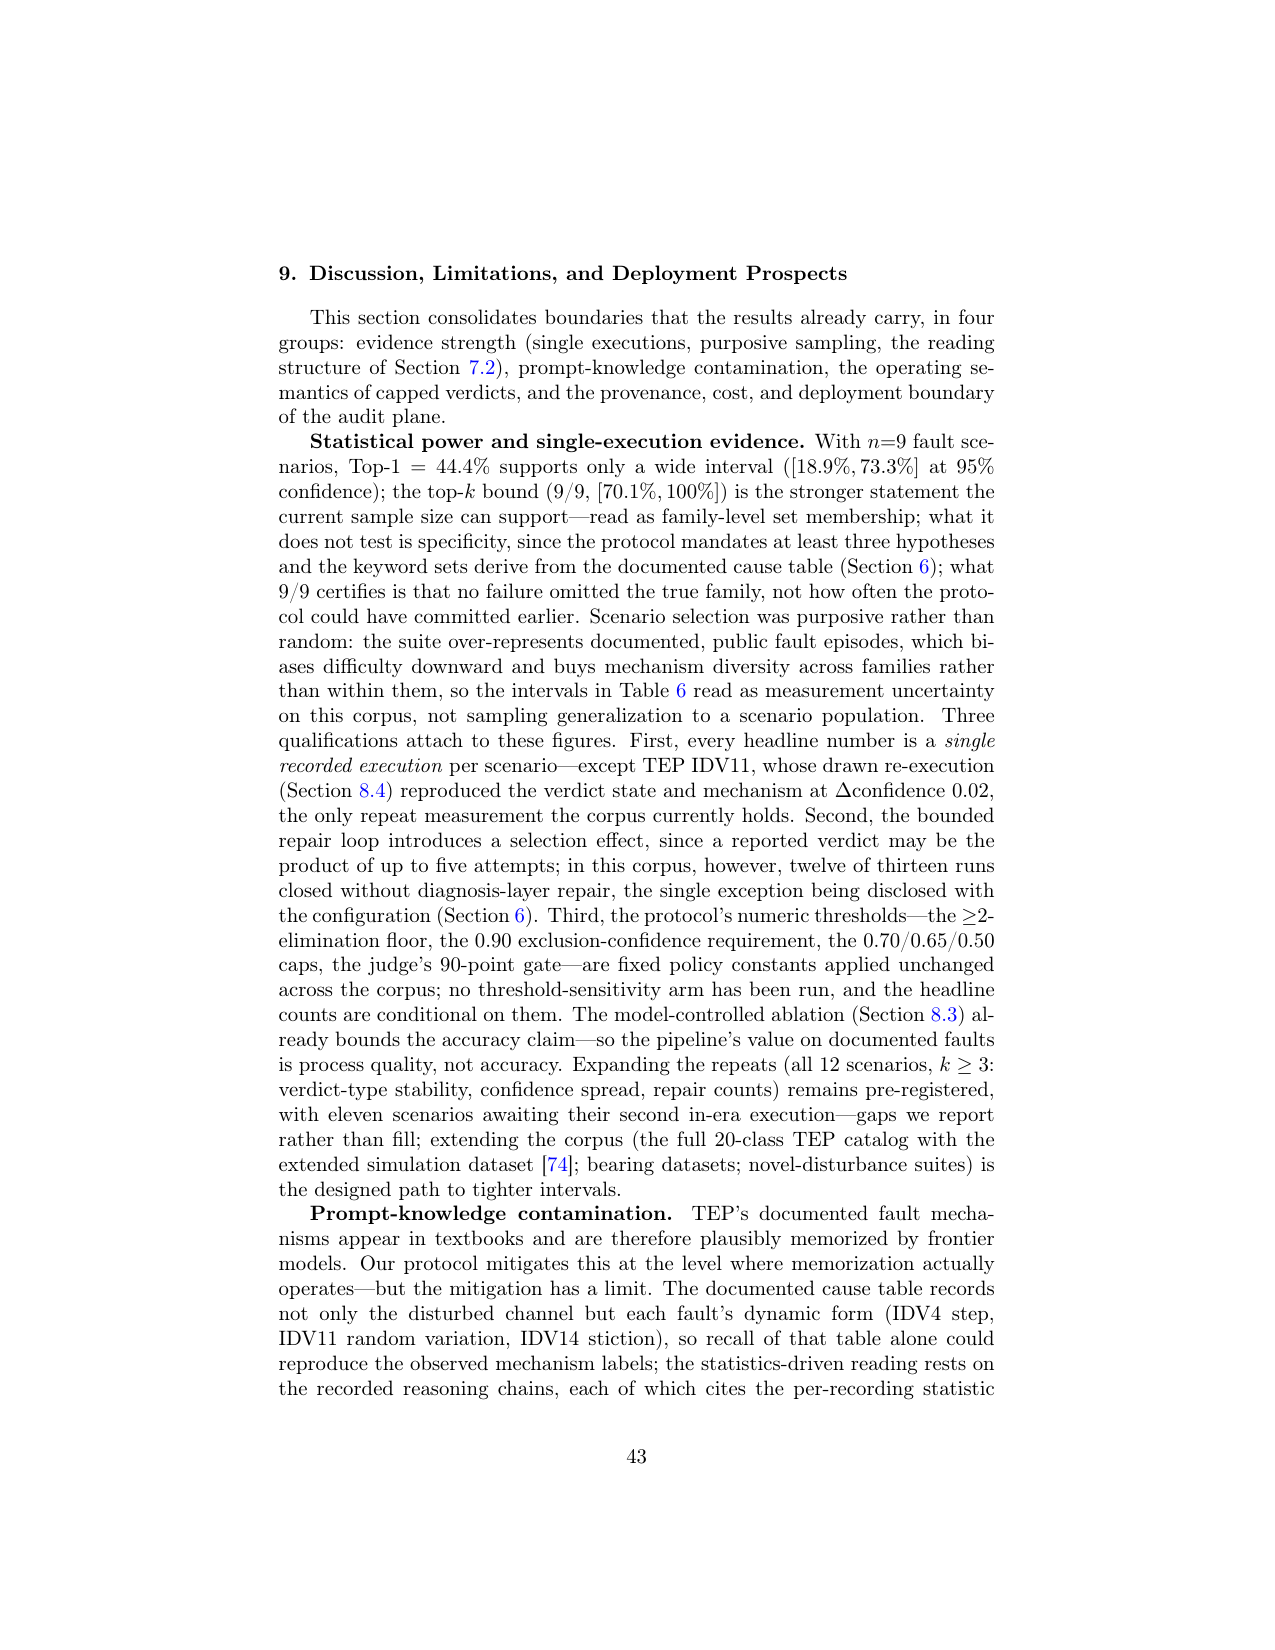 9. Discussion, Limitations, and Deployment Prospects
This section consolidates boundaries that the results already carry, in four
groups: evidence strength (single executions, purposive sampling, the reading
structure of Section 7.2), prompt-knowledge contamination, the operating se-
mantics of capped verdicts, and the provenance, cost, and deployment boundary
of the audit plane.
Statistical power and single-execution evidence. With n=9 fault sce-
narios, Top-1 = 44.4% supports only a wide interval ([18.9%, 73.3%] at 95%
confidence); the top-k bound (9/9, [70.1%, 100%]) is the stronger statement the
current sample size can support—read as family-level set membership; what it
does not test is specificity, since the protocol mandates at least three hypotheses
and the keyword sets derive from the documented cause table (Section 6); what
9/9 certifies is that no failure omitted the true family, not how often the proto-
col could have committed earlier. Scenario selection was purposive rather than
random: the suite over-represents documented, public fault episodes, which bi-
ases difficulty downward and buys mechanism diversity across families rather
than within them, so the intervals in Table 6 read as measurement uncertainty
on this corpus, not sampling generalization to a scenario population. Three
qualifications attach to these figures. First, every headline number is a single
recorded execution per scenario—except TEP IDV11, whose drawn re-execution
(Section 8.4) reproduced the verdict state and mechanism at Δconfidence 0.02,
the only repeat measurement the corpus currently holds. Second, the bounded
repair loop introduces a selection effect, since a reported verdict may be the
product of up to five attempts; in this corpus, however, twelve of thirteen runs
closed without diagnosis-layer repair, the single exception being disclosed with
the configuration (Section 6). Third, the protocol's numeric thresholds—the ≥2-
elimination floor, the 0.90 exclusion-confidence requirement, the 0.70/0.65/0.50
caps, the judge's 90-point gate—are fixed policy constants applied unchanged
across the corpus; no threshold-sensitivity arm has been run, and the headline
counts are conditional on them. The model-controlled ablation (Section 8.3) al-
ready bounds the accuracy claim—so the pipeline's value on documented faults
is process quality, not accuracy. Expanding the repeats (all 12 scenarios, k ≥ 3:
verdict-type stability, confidence spread, repair counts) remains pre-registered,
with eleven scenarios awaiting their second in-era execution—gaps we report
rather than fill; extending the corpus (the full 20-class TEP catalog with the
extended simulation dataset [74]; bearing datasets; novel-disturbance suites) is
the designed path to tighter intervals.
Prompt-knowledge contamination. TEP's documented fault mecha-
nisms appear in textbooks and are therefore plausibly memorized by frontier
models. Our protocol mitigates this at the level where memorization actually
operates—but the mitigation has a limit. The documented cause table records
not only the disturbed channel but each fault's dynamic form (IDV4 step,
IDV11 random variation, IDV14 stiction), so recall of that table alone could
reproduce the observed mechanism labels; the statistics-driven reading rests on
the recorded reasoning chains, each of which cites the per-recording statistic
43